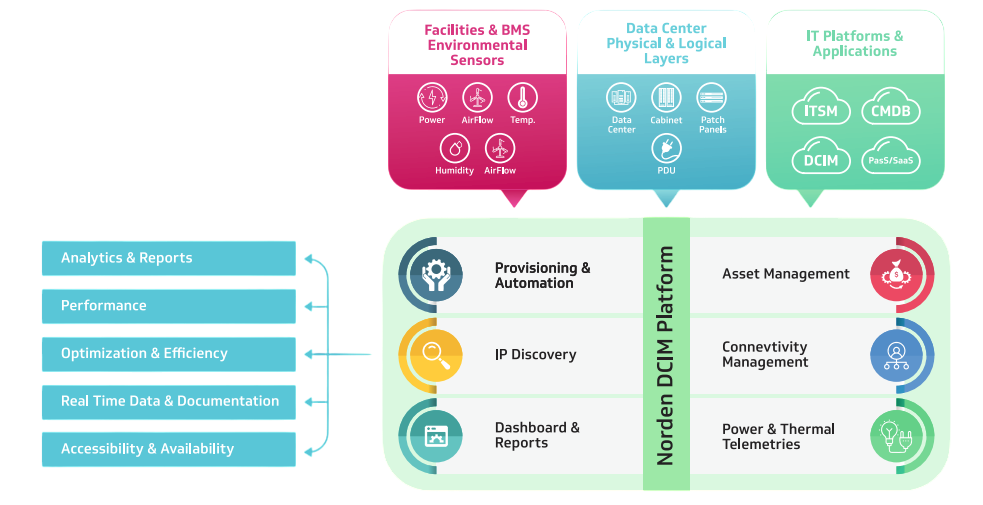 Facilities & BMS
Environmental
Sensors
Power
AirFlow
Temp.
Humidity
AirFlow
Data Center
Physical & Logical
Layers
Data
Center
Cabinet
Patch
Panels
PDU
IT Platforms &
Applications
ITSM
CMDB
DCIM
PasS/SaaS
Analytics & Reports
Performance
Optimization & Efficiency
Real Time Data & Documentation
Accessibility & Availability
Provisioning &
Automation
IP Discovery
Dashboard &
Reports
Norden DCIM Platform
Asset Management
$
Connevtivity
Management
Power & Thermal
Telemetries